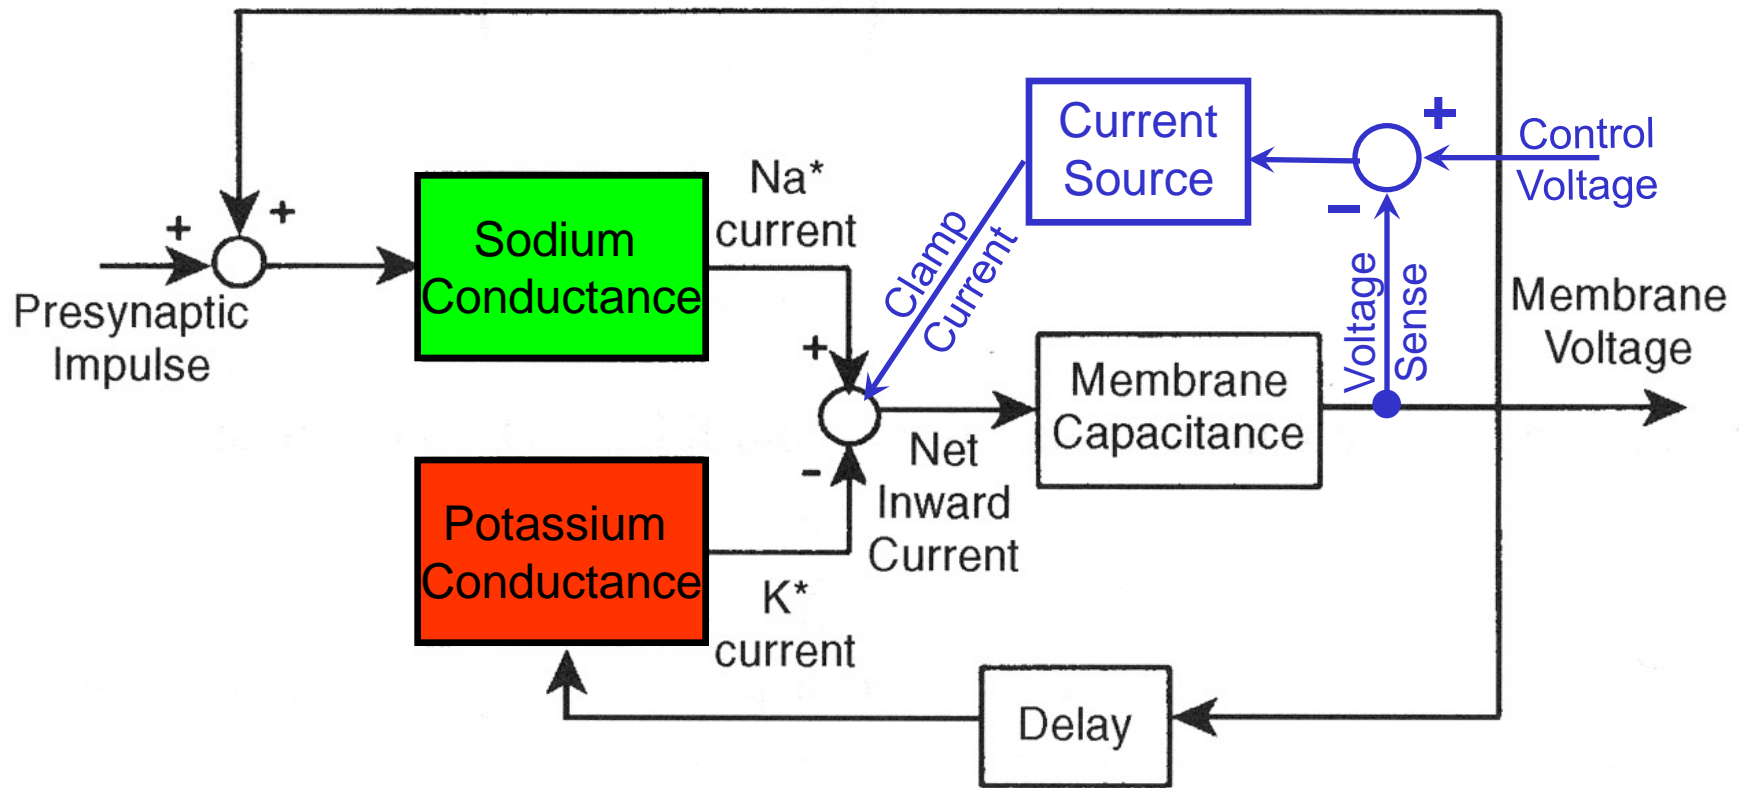 Current
Source
+
Control
Voltage
−
Voltage
Sense
Clamp
Current
Na*
current
+
+
Sodium
Conductance
Presynaptic
Impulse
+
-
Membrane
Capacitance
Membrane
Voltage
Net
Inward
Current
Potassium
Conductance
K*
current
Delay